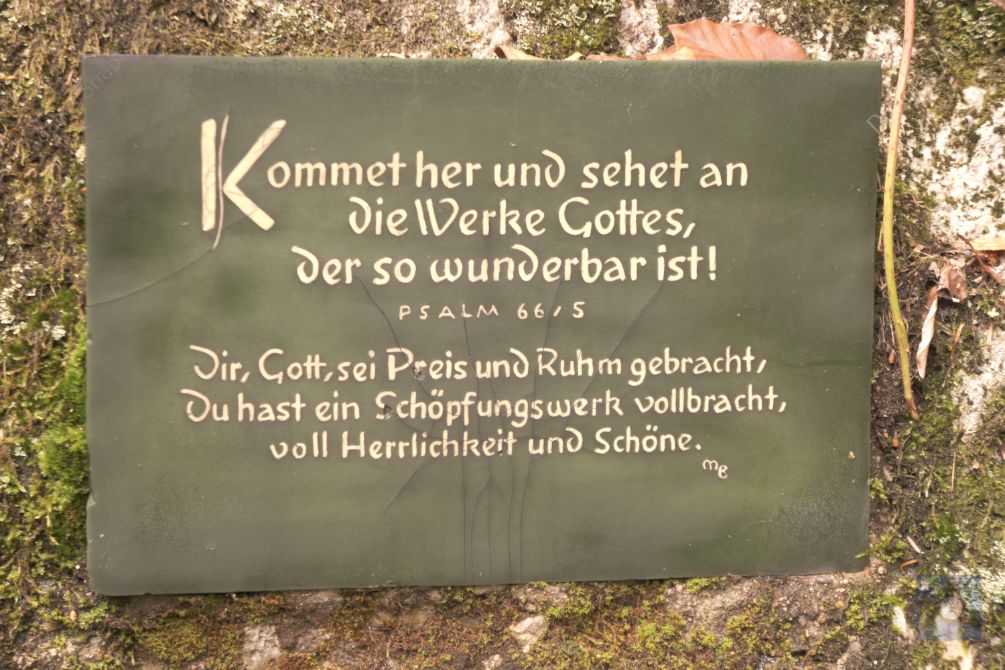 Kommet her und sehet an
die Werke Gottes,
der so wunderbar ist!
PSALM 66,5
Dir, Gott, sei Preis und Ruhm gebracht,
Du hast ein Schöpfungswerk vollbracht,
voll Herrlichkeit und Schöne.